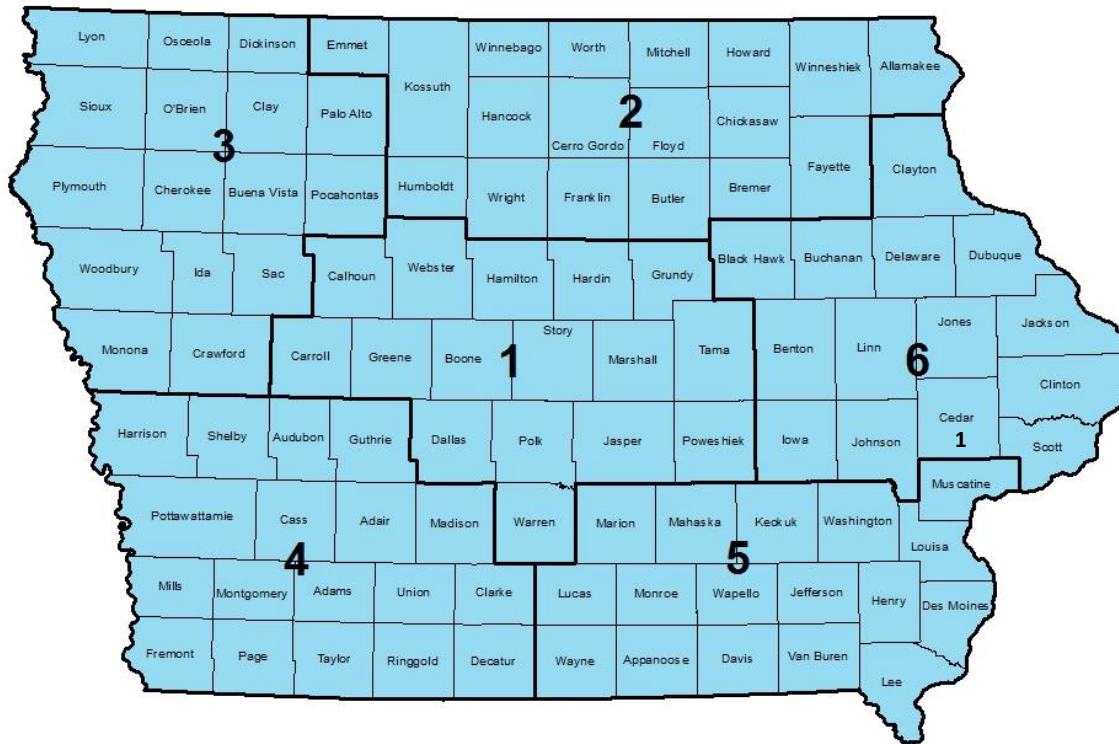 Lyon Osceola Dickinson Emmet Kossuth Winnebago Worth Mitchell Howard Winneshiek Allamakee
Sioux O'Brien Clay Palo Alto Hancock Cerro Gordo 2 Floyd Chickasaw
3
Plymouth Cherokee Buena Vista Pocahontas Humboldt Wright Franklin Butler Bremer Fayette Clayton
Woodbury Ida Sac Calhoun Webster Hamilton Hardin Grundy Black Hawk Buchanan Delaware Dubuque
Monona Crawford Carroll Greene Boone 1 Story Marshall Tama Benton Linn 6 Jones Jackson
Clinton
Harrison Shelby Audubon Guthrie Dallas Polk Jasper Poweshiek Iowa Johnson Cedar Scott
1
Muscatine
Pottawattamie Cass Adair Madison Warren Marion Mahaska Keokuk Washington Louisa
4 5
Mills Montgomery Adams Union Clarke Lucas Monroe Wapello Jefferson Henry Des Moines
Fremont Page Taylor Ringgold Decatur Wayne Appanoose Davis Van Buren Lee